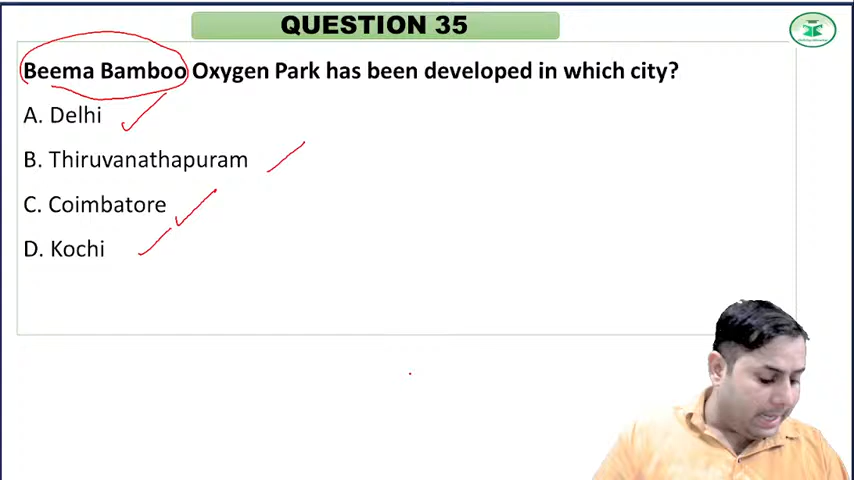 QUESTION 35
Beema Bamboo Oxygen Park has been developed in which city?
A. Delhi
B. Thiruvanathapuram
C. Coimbatore
D. Kochi